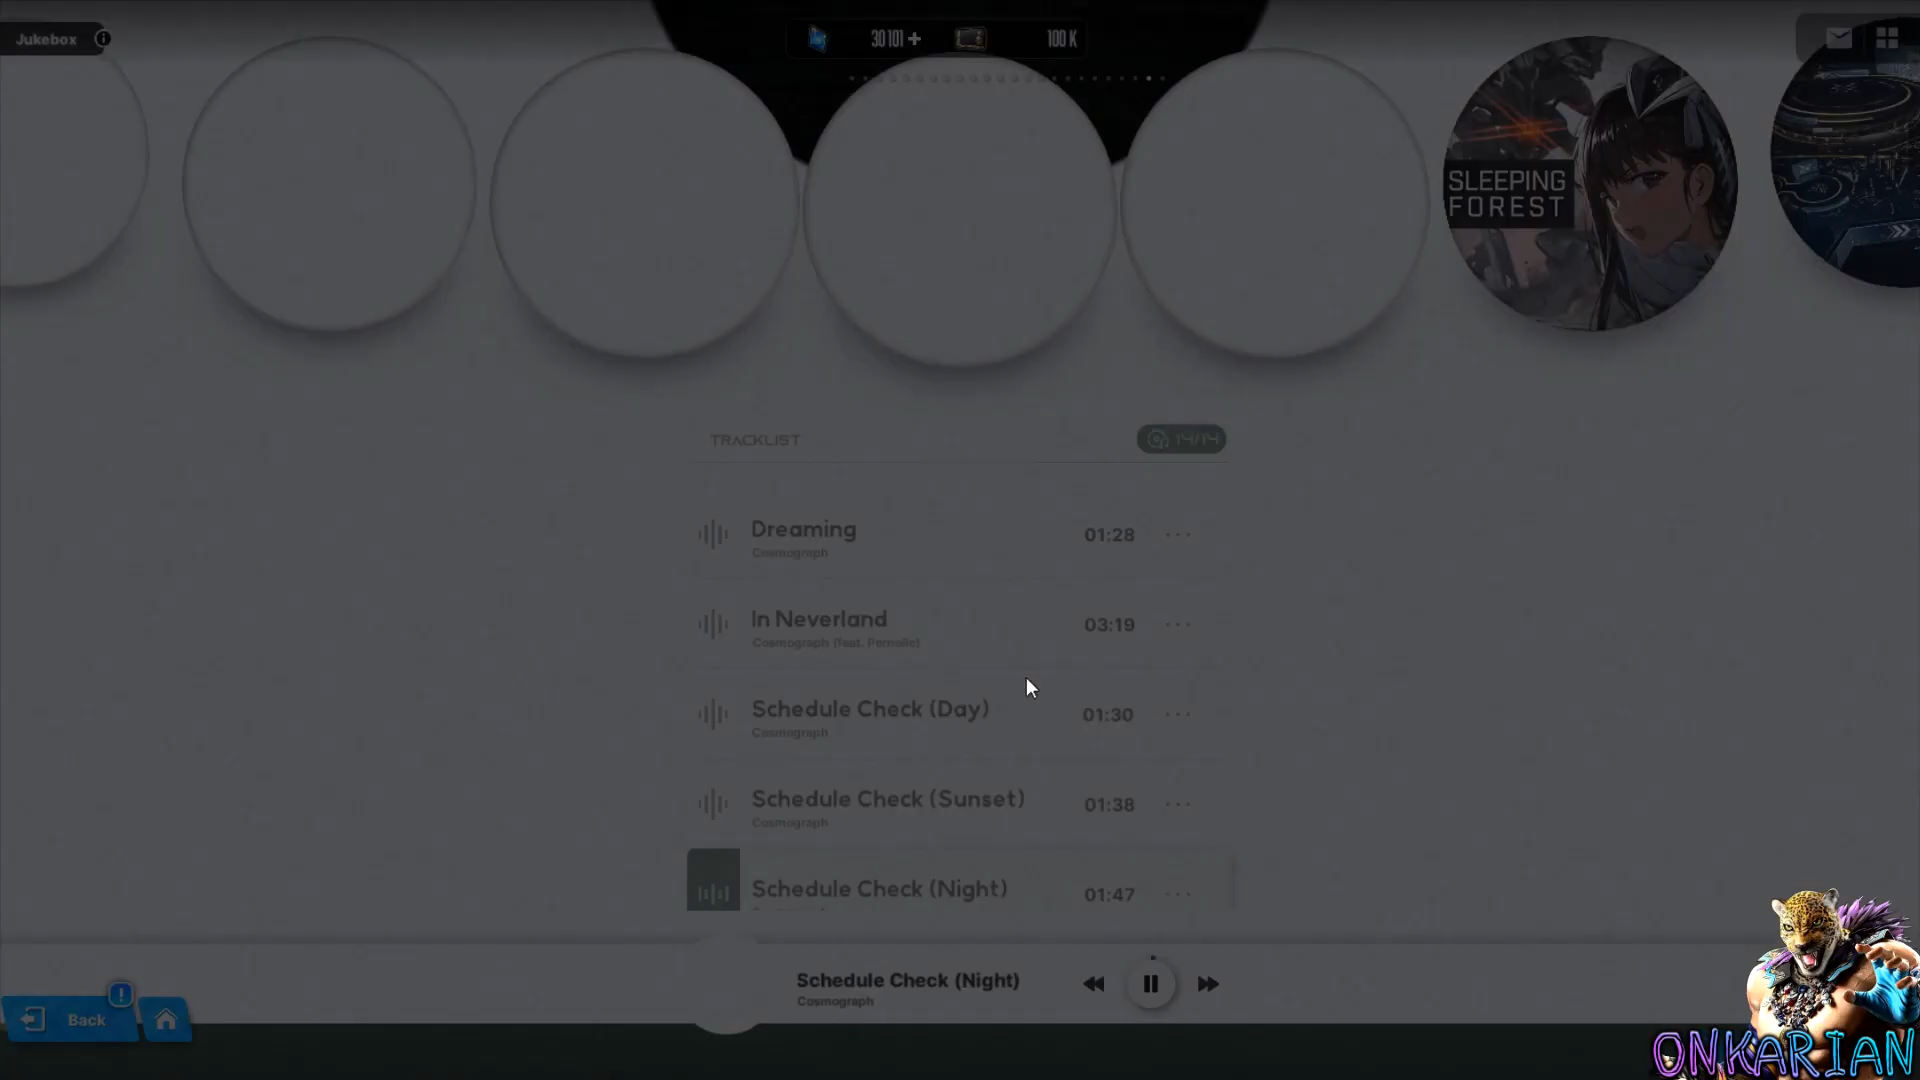 Jukebox
30101
100 K
SLEEPING
FOREST
TRACKLIST
14/14
Dreaming
01:28
Cosmograph
In Neverland
03:19
Cosmograph (feat. Pernelle)
Schedule Check (Day)
01:30
Cosmograph
Schedule Check (Sunset)
01:38
Cosmograph
Schedule Check (Night)
01:47
Schedule Check (Night)
Cosmograph
Back
ONKARIAN